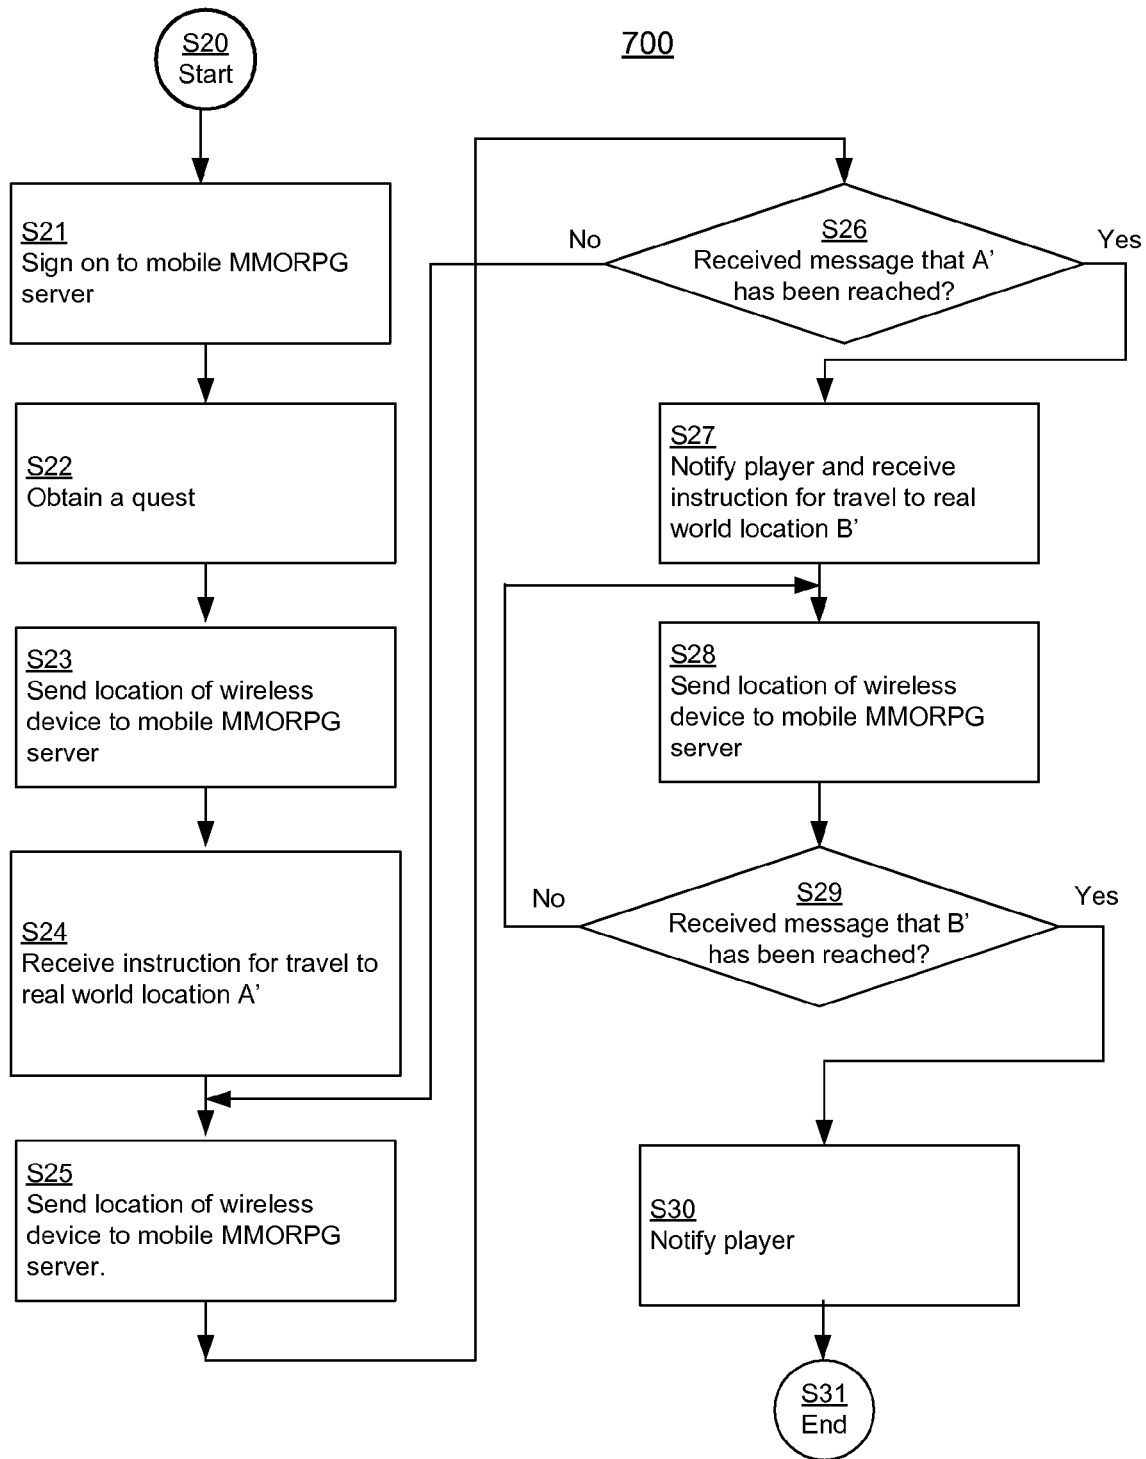 700
S20
Start
S21
Sign on to mobile MMORPG
server
S22
Obtain a quest
S23
Send location of wireless
device to mobile MMORPG
server
S24
Receive instruction for travel to
real world location A’
S25
Send location of wireless
device to mobile MMORPG
server.
No
S26
Received message that A’
has been reached?
Yes
S27
Notify player and receive
instruction for travel to real
world location B’
S28
Send location of wireless
device to mobile MMORPG
server
No
S29
Received message that B’
has been reached?
Yes
S30
Notify player
S31
End